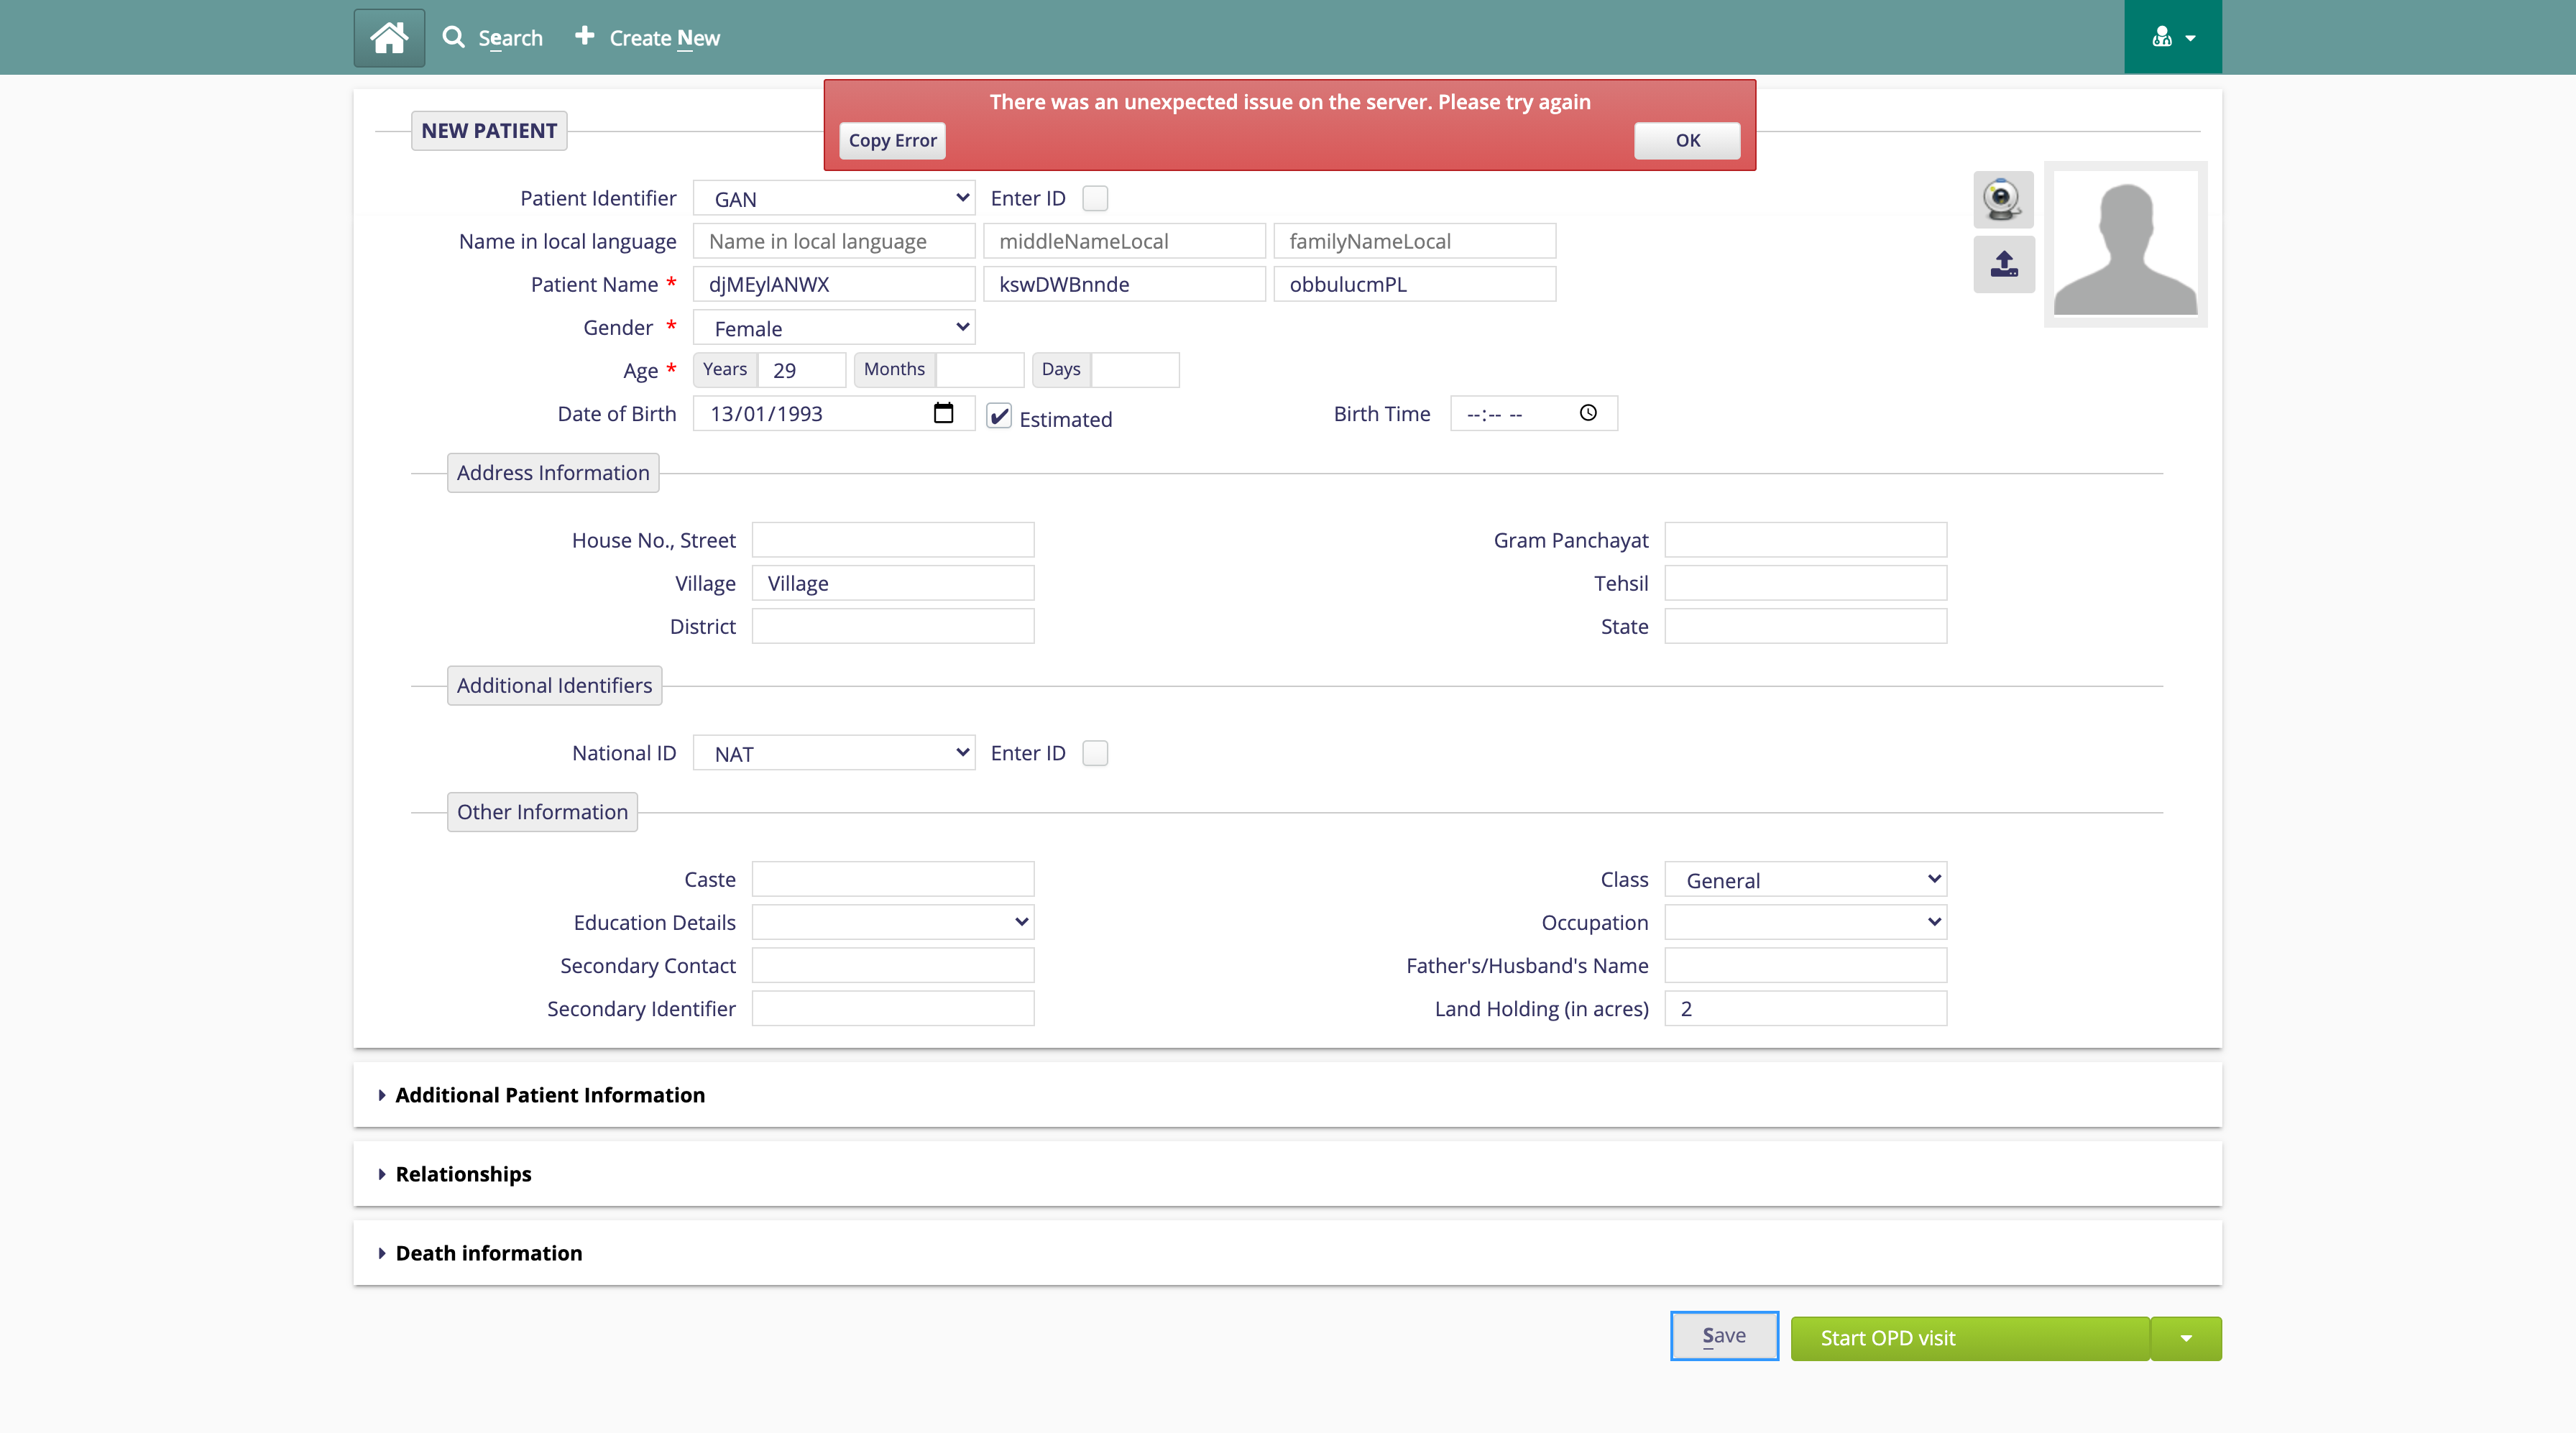 Search Create New
There was an unexpected issue on the server. Please try again
Copy Error OK
NEW PATIENT
Patient Identifier GAN Enter ID
Name in local language Name in local language middleNameLocal familyNameLocal
Patient Name * djMEylANWX kswDWBnnde obbulucmPL
Gender * Female
Age * Years 29 Months Days
Date of Birth 13/01/1993 Estimated Birth Time --:-- --
Address Information
House No., Street Gram Panchayat
Village Village Tehsil
District State
Additional Identifiers
National ID NAT Enter ID
Other Information
Caste Class General
Education Details Occupation
Secondary Contact Father's/Husband's Name
Secondary Identifier Land Holding (in acres) 2
Additional Patient Information
Relationships
Death information
Save Start OPD visit